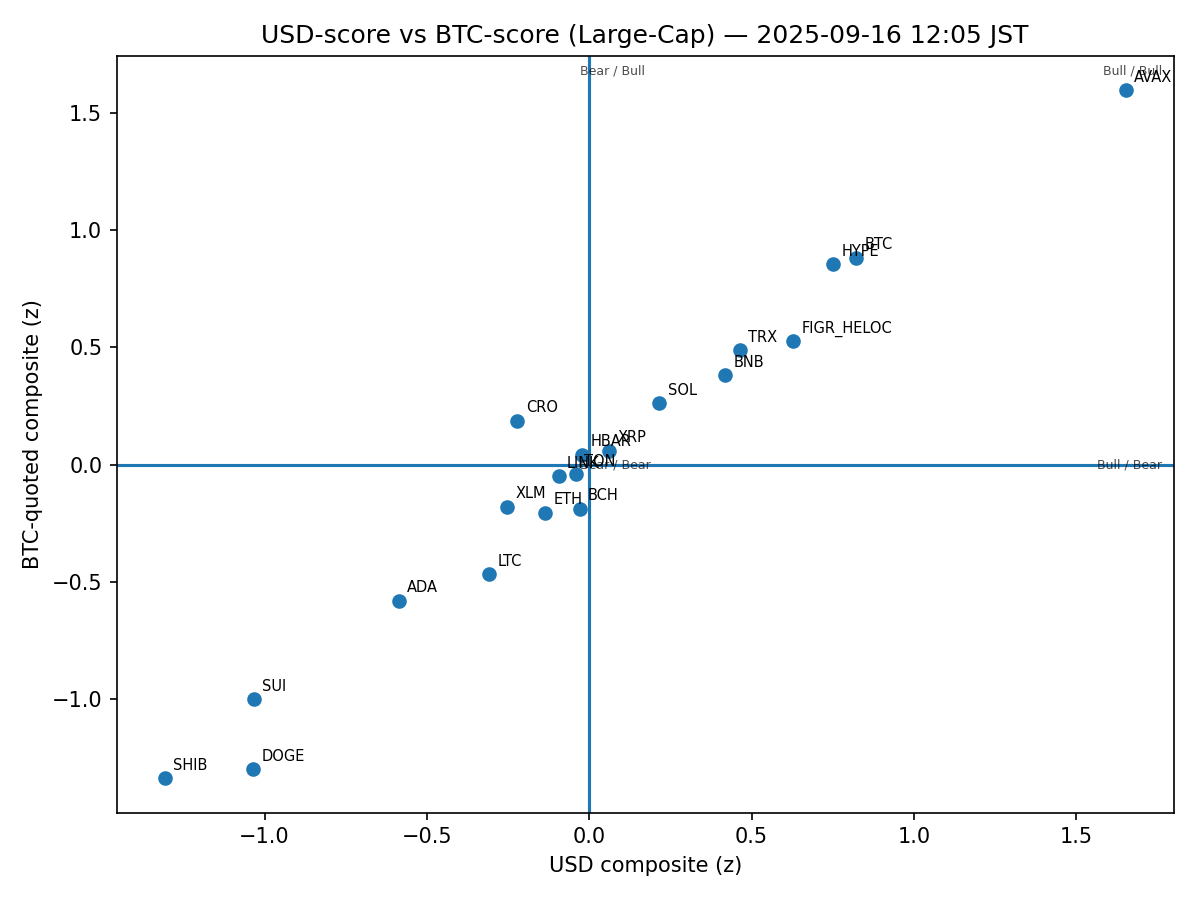 USD-score vs BTC-score (Large-Cap) — 2025-09-16 12:05 JST
Bear / Bull
Bull / Bull
AVAX
BTC
HYPE
FIGR_HELOC
TRX
BNB
SOL
CRO
HBAR
XRP
LINK
TON
Bear / Bear
Bull / Bear
XLM
ETH
BCH
LTC
ADA
SUI
DOGE
SHIB
1.5
1.0
0.5
0.0
−0.5
−1.0
BTC-quoted composite (z)
−1.0
−0.5
0.0
0.5
1.0
1.5
USD composite (z)